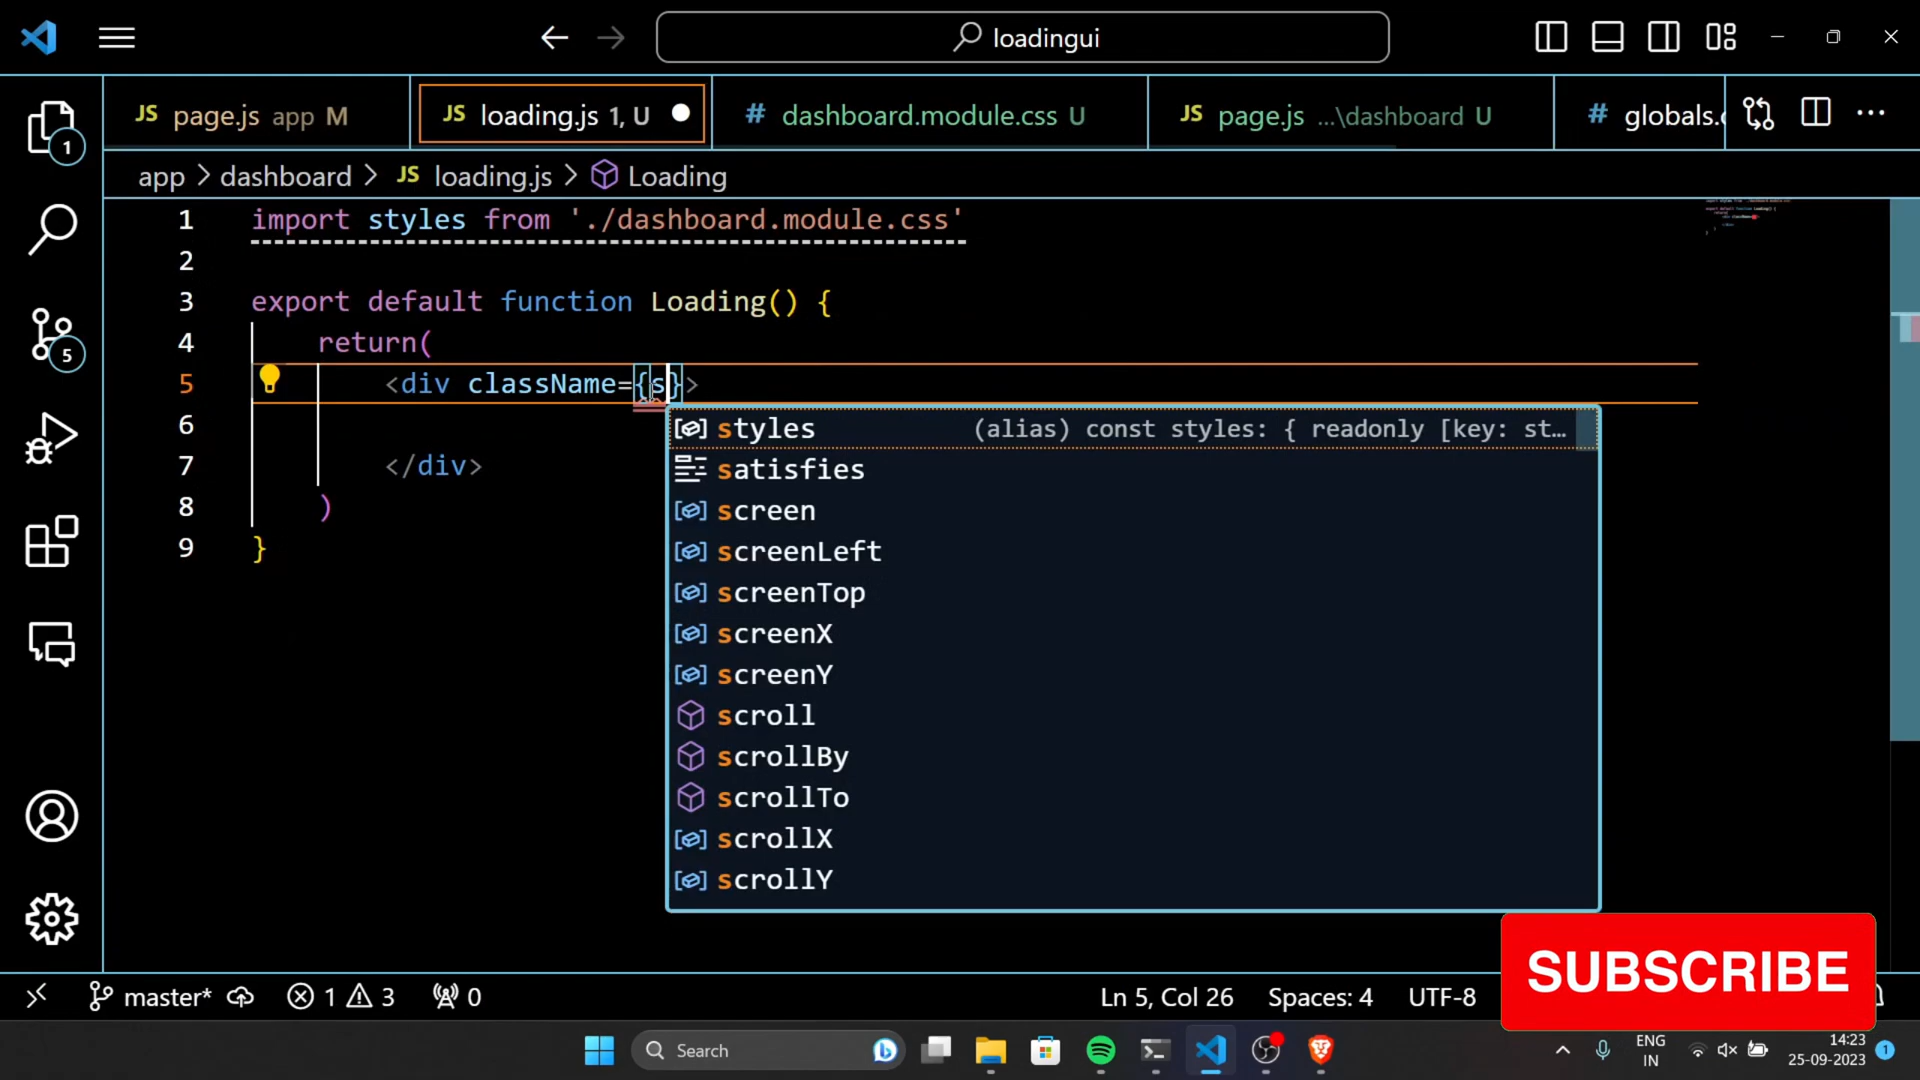 loadingui
JS page.js app M
JS loading.js 1, U
# dashboard.module.css U
JS page.js ...\dashboard U
# globals.c
app > dashboard > JS loading.js > Loading
1 import styles from './dashboard.module.css'
2
3 export default function Loading() {
4 return(
5 <div className={s}>
6
7 </div>
8 )
9 }
styles (alias) const styles: { readonly [key: st…
satisfies
screen
screenLeft
screenTop
screenX
screenY
scroll
scrollBy
scrollTo
scrollX
scrollY
1
5
SUBSCRIBE
master* 1 3 0 Ln 5, Col 26 Spaces: 4 UTF-8
Search
ENG
IN
14:23
25-09-2023
1